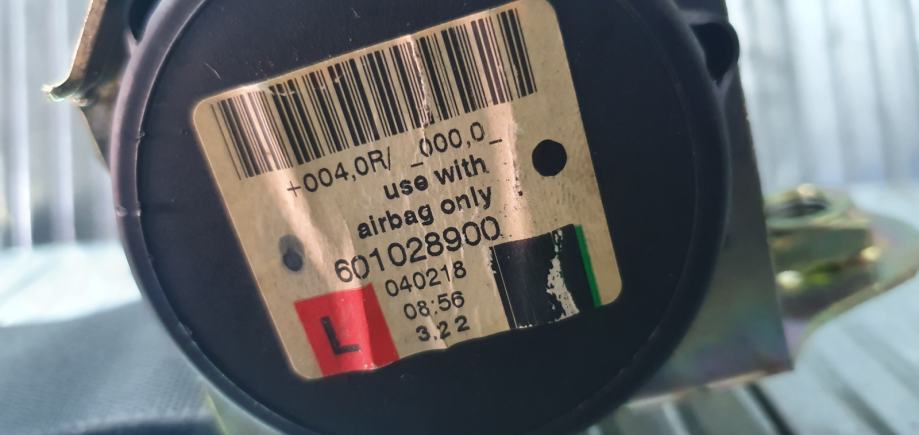 +004,0R/ _000,0_
use with
airbag only
601028900
040218
08:56
3,22
L